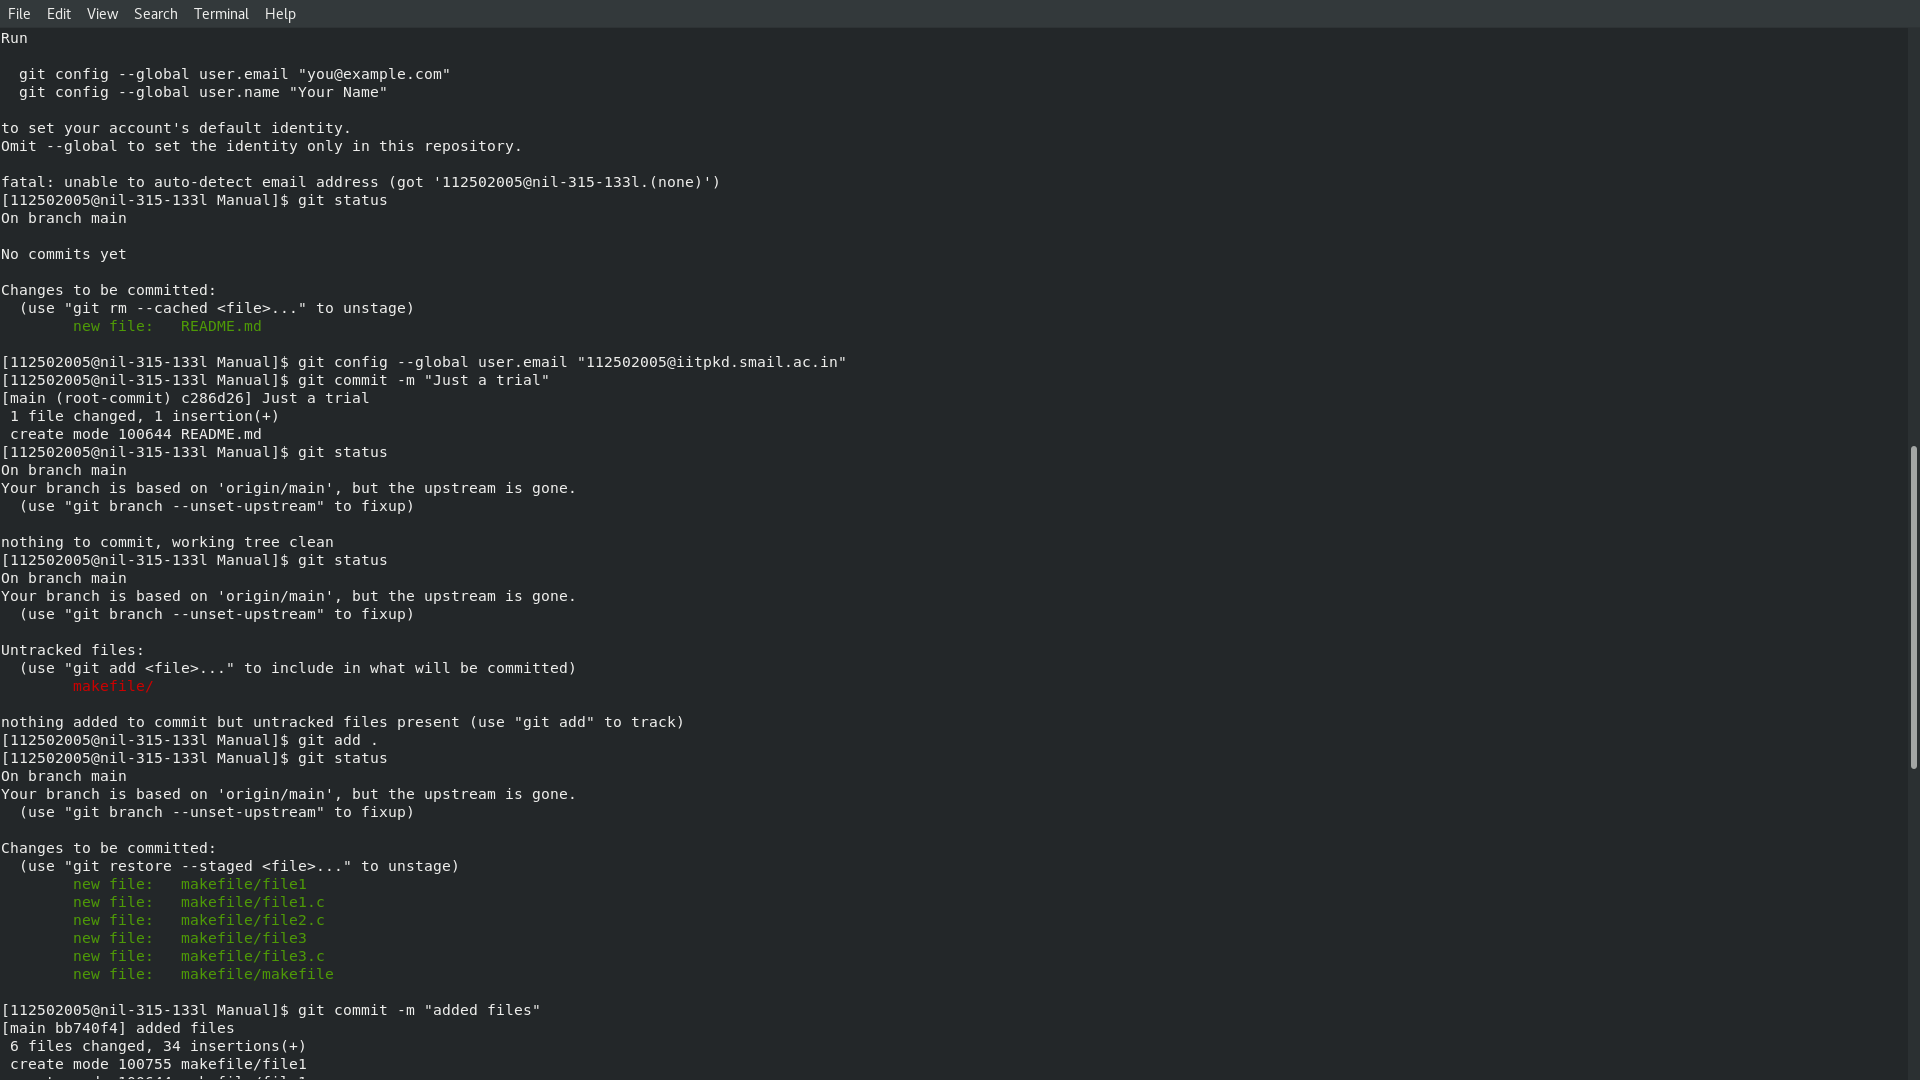 File Edit View Search Terminal Help
Run
git config --global user.email "you@example.com"
git config --global user.name "Your Name"
to set your account's default identity.
Omit --global to set the identity only in this repository.
fatal: unable to auto-detect email address (got '112502005@nil-315-133l.(none)')
[112502005@nil-315-133l Manual]$ git status
On branch main
No commits yet
Changes to be committed:
(use "git rm --cached <file>..." to unstage)
new file:   README.md
[112502005@nil-315-133l Manual]$ git config --global user.email "112502005@iitpkd.smail.ac.in"
[112502005@nil-315-133l Manual]$ git commit -m "Just a trial"
[main (root-commit) c286d26] Just a trial
1 file changed, 1 insertion(+)
create mode 100644 README.md
[112502005@nil-315-133l Manual]$ git status
On branch main
Your branch is based on 'origin/main', but the upstream is gone.
(use "git branch --unset-upstream" to fixup)
nothing to commit, working tree clean
[112502005@nil-315-133l Manual]$ git status
On branch main
Your branch is based on 'origin/main', but the upstream is gone.
(use "git branch --unset-upstream" to fixup)
Untracked files:
(use "git add <file>..." to include in what will be committed)
makefile/
nothing added to commit but untracked files present (use "git add" to track)
[112502005@nil-315-133l Manual]$ git add .
[112502005@nil-315-133l Manual]$ git status
On branch main
Your branch is based on 'origin/main', but the upstream is gone.
(use "git branch --unset-upstream" to fixup)
Changes to be committed:
(use "git restore --staged <file>..." to unstage)
new file:   makefile/file1
new file:   makefile/file1.c
new file:   makefile/file2.c
new file:   makefile/file3
new file:   makefile/file3.c
new file:   makefile/makefile
[112502005@nil-315-133l Manual]$ git commit -m "added files"
[main bb740f4] added files
6 files changed, 34 insertions(+)
create mode 100755 makefile/file1